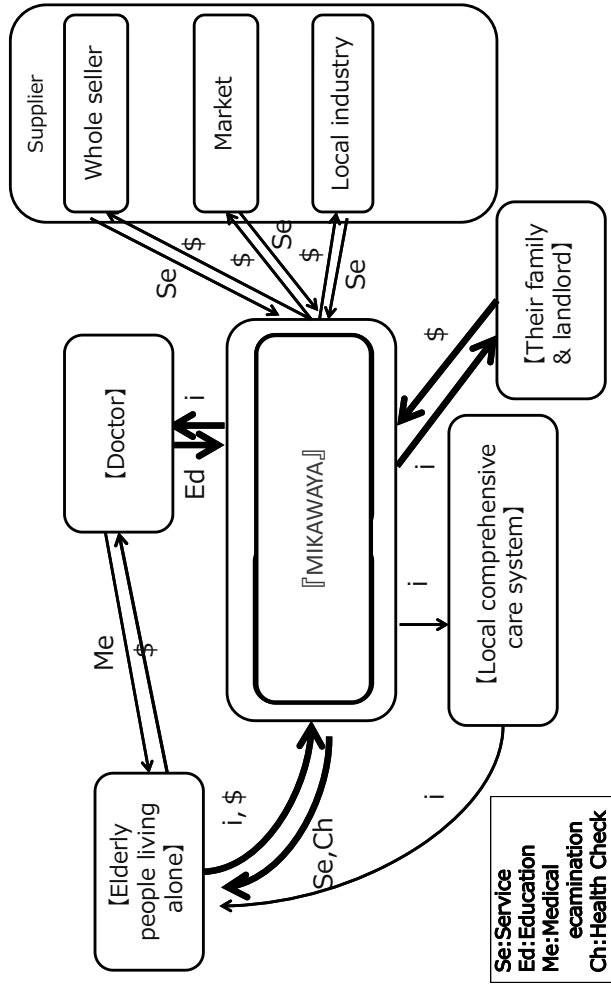 Supplier
Whole seller
Market
Local industry
Se
$
$
Se
$
Se
【Doctor】
Ed
i
Me
$
【Elderly
people living
alone】
i, $
Se,Ch
『MIKAWAYA』
$
i
【Their family
& landlord】
i
【Local comprehensive
care system】
i
Se:Service
Ed:Education
Me:Medical
ecamination
Ch:Health Check